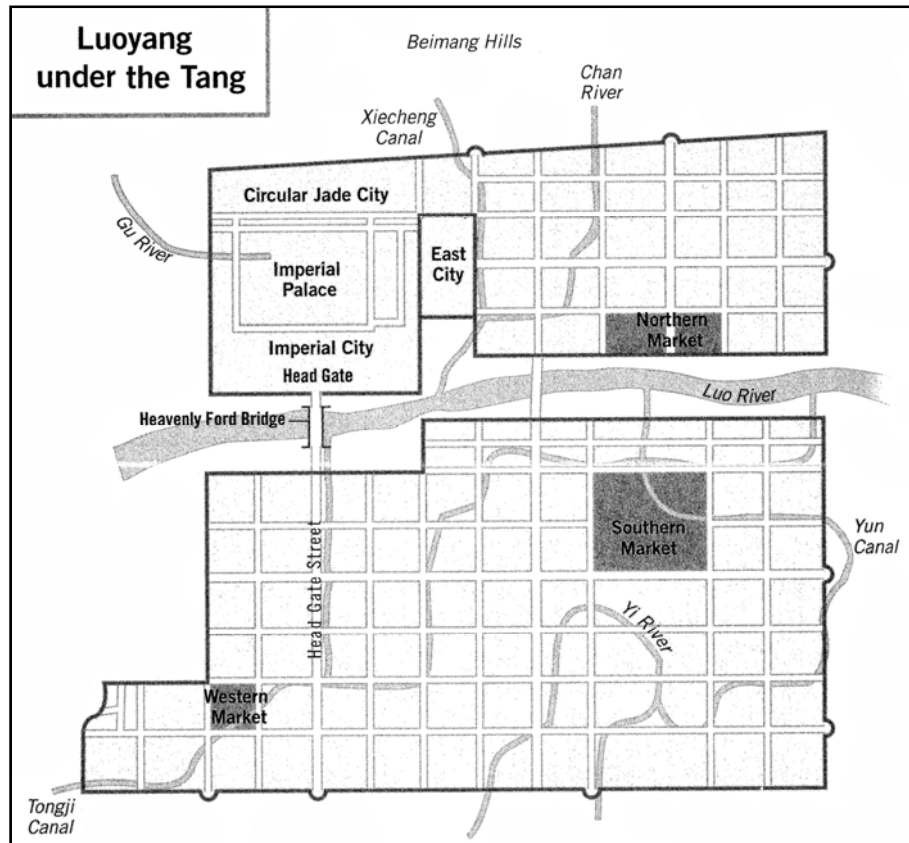 Luoyang
under the Tang
Beimang Hills
Chan
River
Xiecheng
Canal
Circular Jade City
Gu River
Imperial
Palace
East
City
Northern
Market
Imperial City
Head Gate
Luo River
Heavenly Ford Bridge
Southern
Market
Yun
Canal
Head Gate Street
Yi River
Western
Market
Tongji
Canal